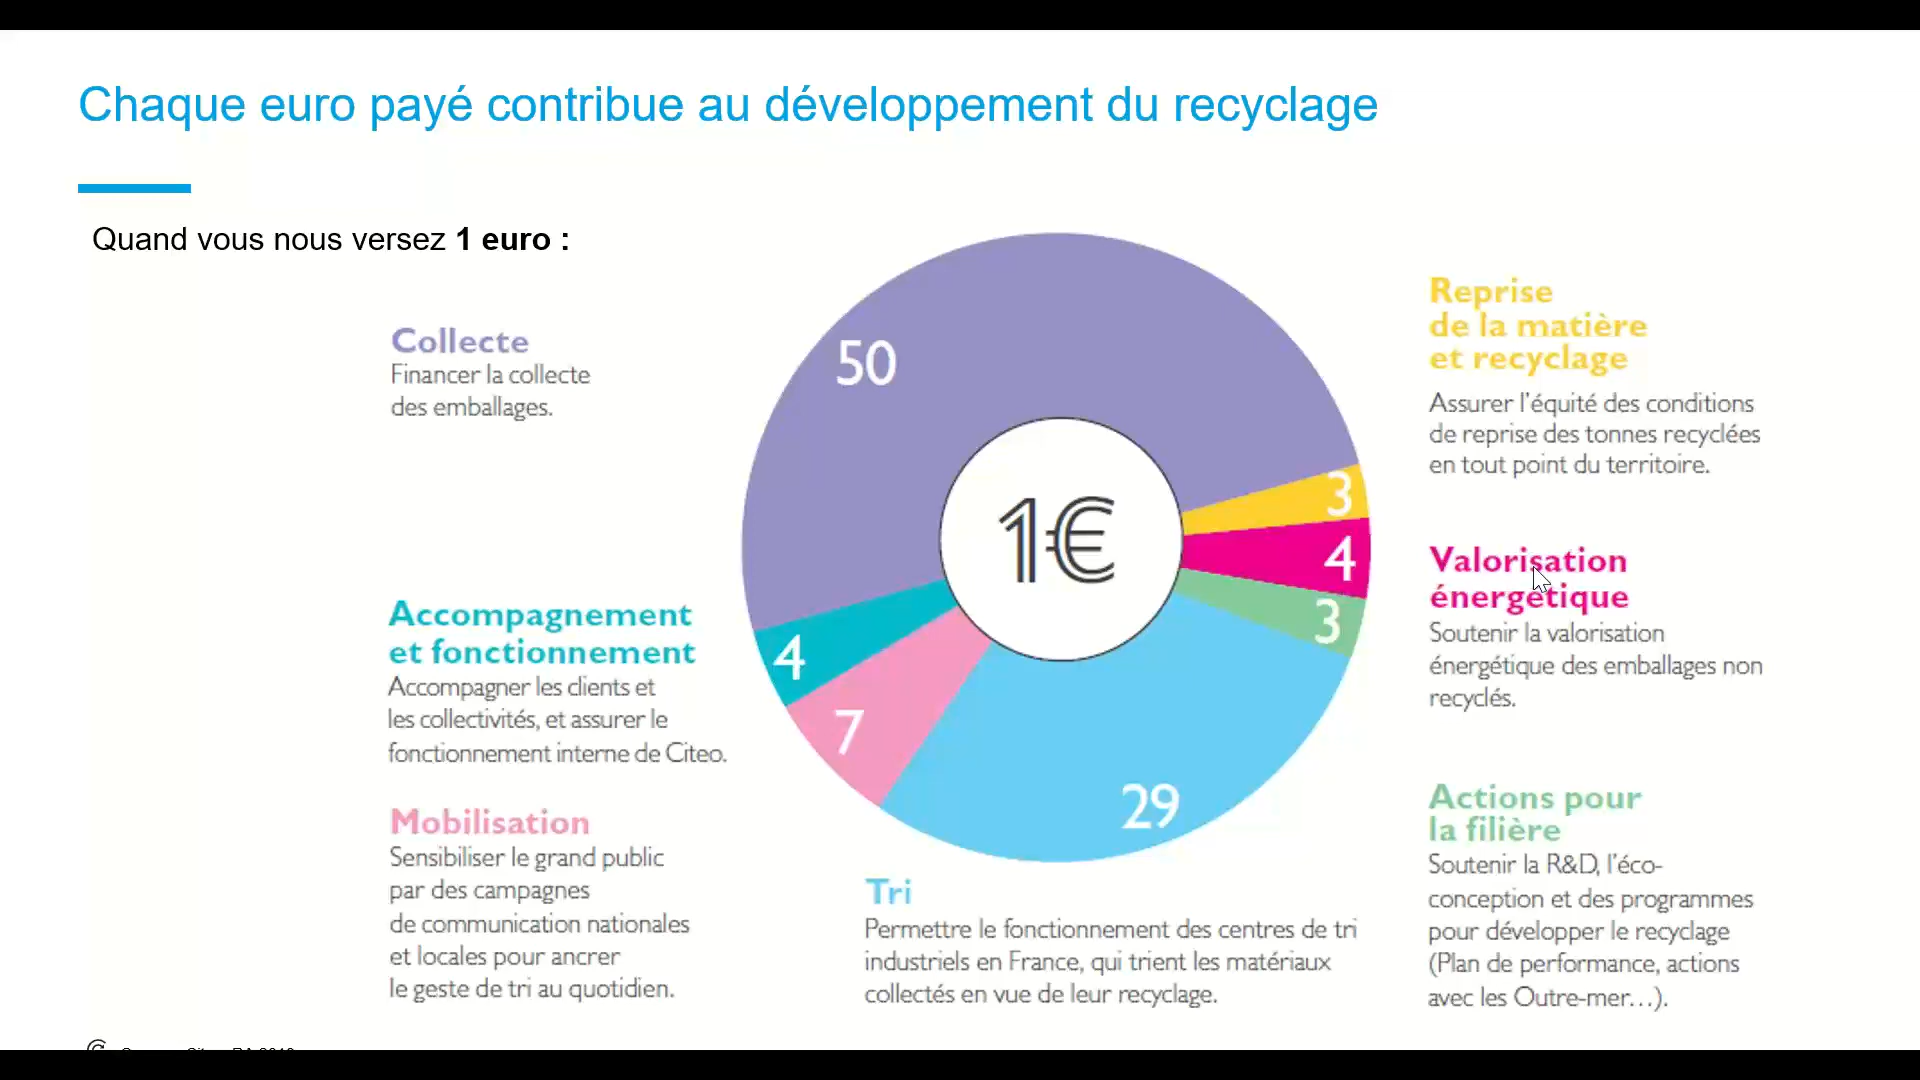 Chaque euro payé contribue au développement du recyclage
Quand vous nous versez 1 euro :
Collecte
Financer la collecte
des emballages.
Accompagnement
et fonctionnement
Accompagner les clients et
les collectivités, et assurer le
fonctionnement interne de Citeo.
Mobilisation
Sensibiliser le grand public
par des campagnes
de communication nationales
et locales pour ancrer
le geste de tri au quotidien.
50
3
4
3
29
7
4
1€
Tri
Permettre le fonctionnement des centres de tri
industriels en France, qui trient les matériaux
collectés en vue de leur recyclage.
Reprise
de la matière
et recyclage
Assurer l'équité des conditions
de reprise des tonnes recyclées
en tout point du territoire.
Valorisation
énergétique
Soutenir la valorisation
énergétique des emballages non
recyclés.
Actions pour
la filière
Soutenir la R&D, l'éco-
conception et des programmes
pour développer le recyclage
(Plan de performance, actions
avec les Outre-mer…).